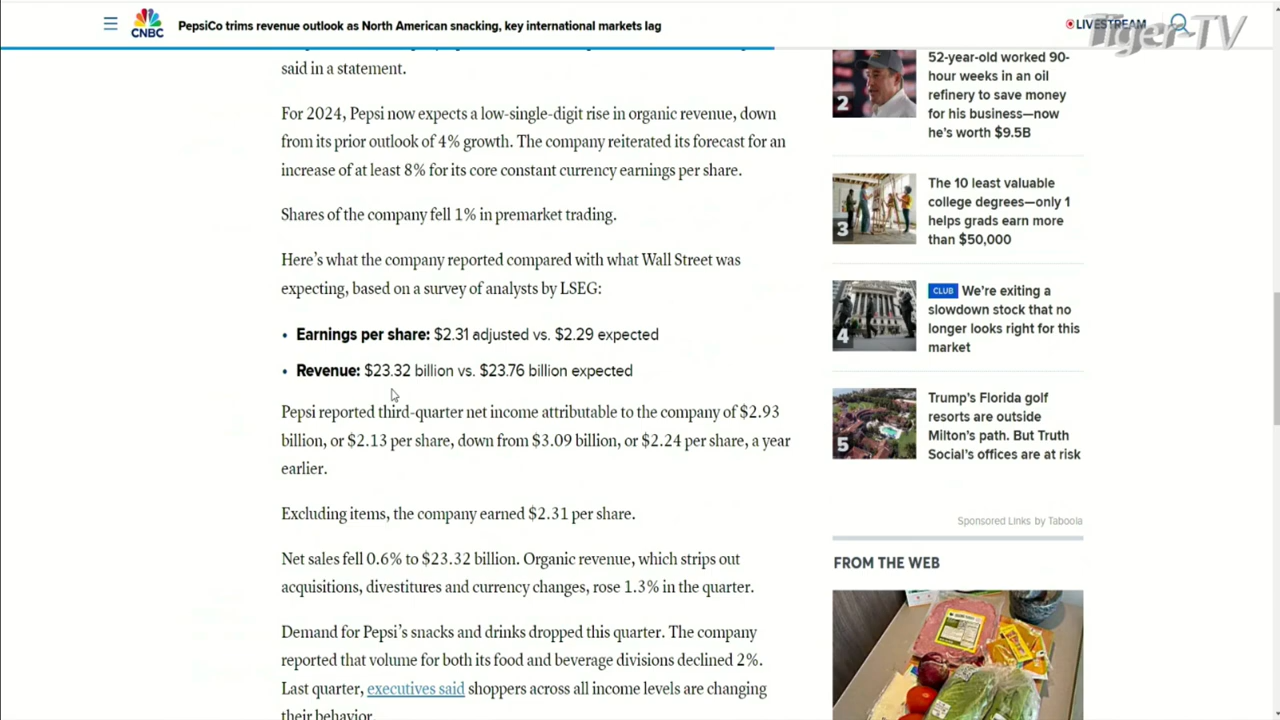 CNBC
PepsiCo trims revenue outlook as North American snacking, key international markets lag
LIVESTREAM
Tiger-TV
said in a statement.
For 2024, Pepsi now expects a low-single-digit rise in organic revenue, down
from its prior outlook of 4% growth. The company reiterated its forecast for an
increase of at least 8% for its core constant currency earnings per share.
Shares of the company fell 1% in premarket trading.
Here’s what the company reported compared with what Wall Street was
expecting, based on a survey of analysts by LSEG:
• Earnings per share: $2.31 adjusted vs. $2.29 expected
• Revenue: $23.32 billion vs. $23.76 billion expected
Pepsi reported third-quarter net income attributable to the company of $2.93
billion, or $2.13 per share, down from $3.09 billion, or $2.24 per share, a year
earlier.
Excluding items, the company earned $2.31 per share.
Net sales fell 0.6% to $23.32 billion. Organic revenue, which strips out
acquisitions, divestitures and currency changes, rose 1.3% in the quarter.
Demand for Pepsi’s snacks and drinks dropped this quarter. The company
reported that volume for both its food and beverage divisions declined 2%.
Last quarter, executives said shoppers across all income levels are changing
their behavior.
2
52-year-old worked 90-
hour weeks in an oil
refinery to save money
for his business—now
he’s worth $9.5B
3
The 10 least valuable
college degrees—only 1
helps grads earn more
than $50,000
4
CLUB We’re exiting a
slowdown stock that no
longer looks right for this
market
5
Trump’s Florida golf
resorts are outside
Milton’s path. But Truth
Social’s offices are at risk
Sponsored Links by Taboola
FROM THE WEB